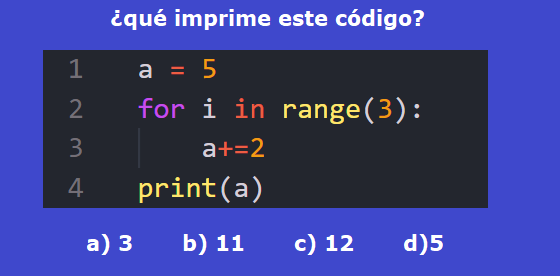 ¿qué imprime este código?
1 a = 5
2 for i in range(3):
3 a+=2
4 print(a)
a) 3 b) 11 c) 12 d)5